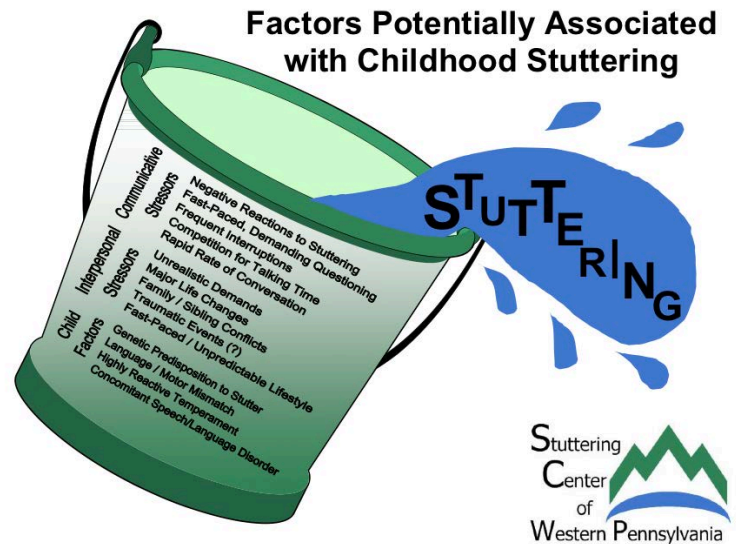 Factors Potentially Associated
with Childhood Stuttering
STUTTERING
Communicative
Stressors
Negative Reactions to Stuttering
Fast-Paced, Demanding Questioning
Frequent Interruptions
Competition for Talking Time
Rapid Rate of Conversation
Interpersonal
Stressors
Unrealistic Demands
Major Life Changes
Family / Sibling Conflicts
Traumatic Events (?)
Fast-Paced / Unpredictable Lifestyle
Child
Factors
Genetic Predisposition to Stutter
Language / Motor Mismatch
Highly Reactive Temperament
Concomitant Speech/Language Disorder
Stuttering
Center
of
Western Pennsylvania